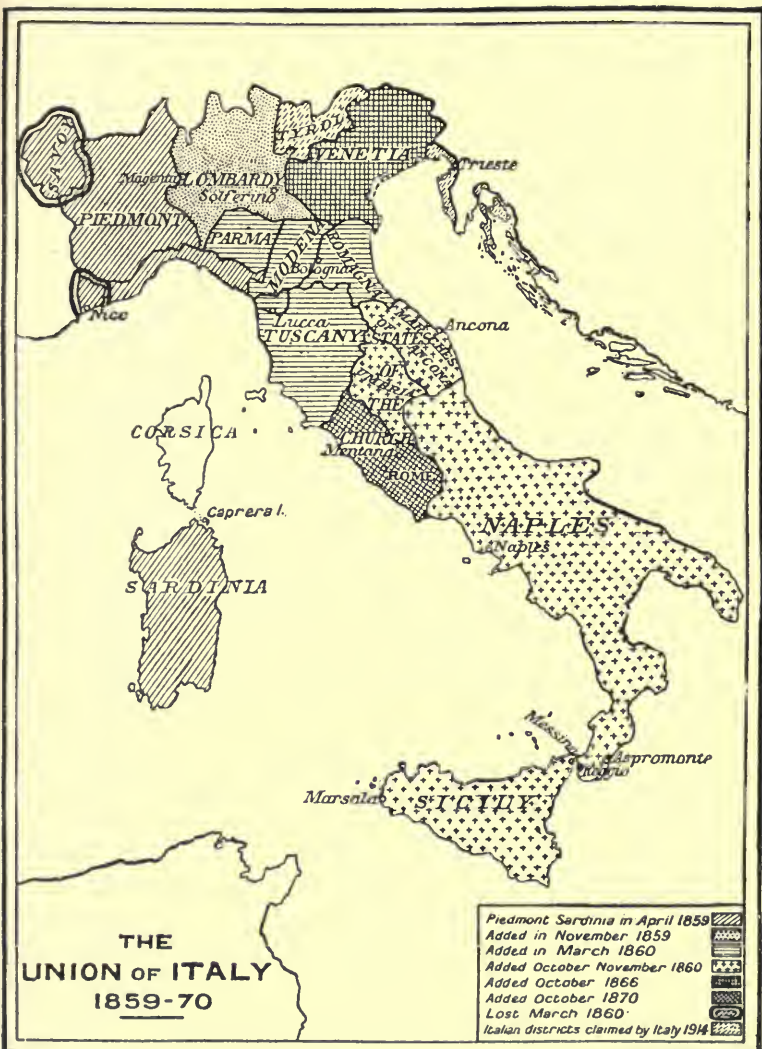 SAVOY
TYROL
VENETIA
Trieste
Magenta
LOMBARDY
Solferino
PIEDMONT
PARMA
MODENA
ROMAGNA
Bologna
Nice
Lucca
TUSCANY
MARCHES
DE
ANCONA
Ancona
STATES
OF
UMBRIA
THE
CHURCH
Mentana
ROME
CORSICA
Caprera I.
SARDINIA
NAPLES
Naples
Messina
Aspromonte
Reggio
Marsala
SICILY
THE
UNION OF ITALY
1859-70
Piedmont Sardinia in April 1859
Added in November 1859
Added in March 1860
Added October November 1860
Added October 1866
Added October 1870
Lost March 1860
Italian districts claimed by Italy 1914